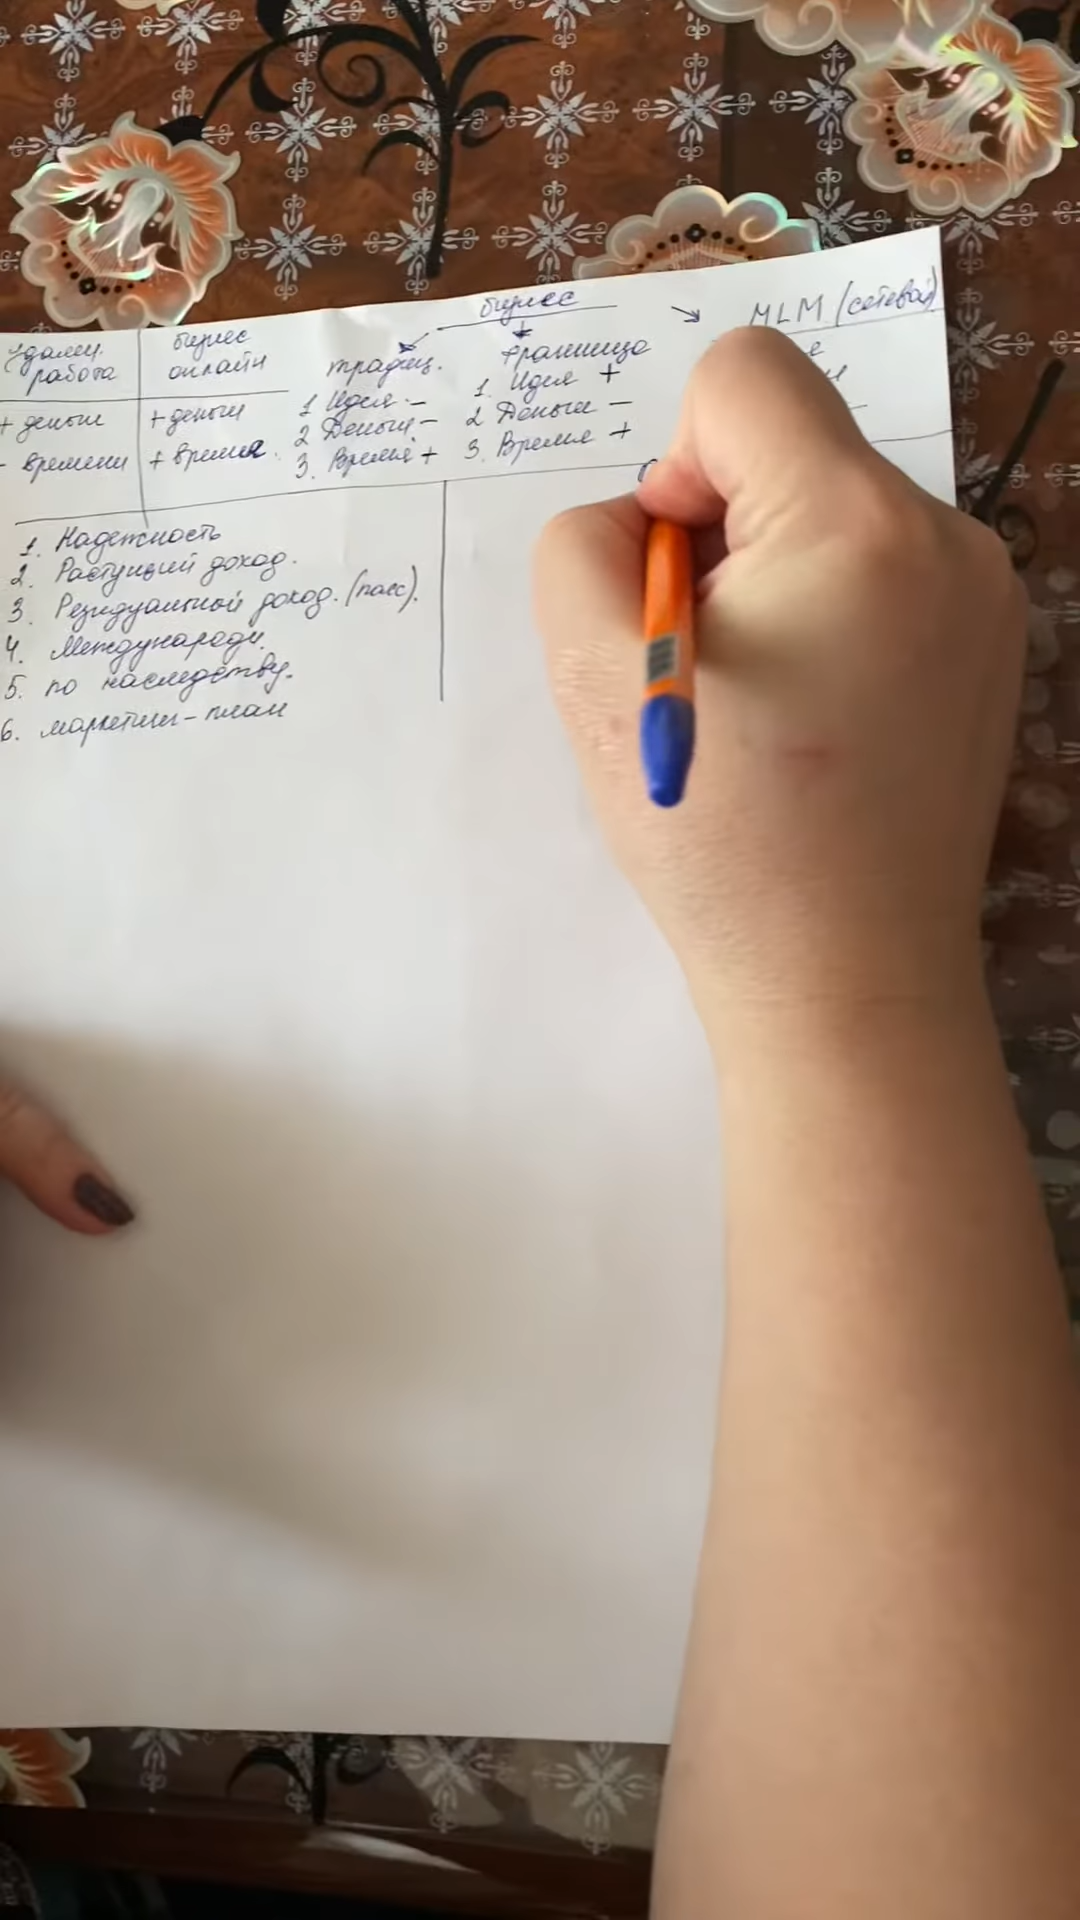 бизнес
MLM (сетевой)
удален. работа
бизнес онлайн
+ деньги
- времени
+ деньги
+ время.
традиц.
1 Идея -
2 Деньги -
3. Время +
франшиза
1. Идея +
2 Деньги -
3. Время +
1. Надежность
2. Растущий доход.
3. Резидуальный доход. (пасс).
4. Международн.
5. по наследству.
6. маркетинг-план